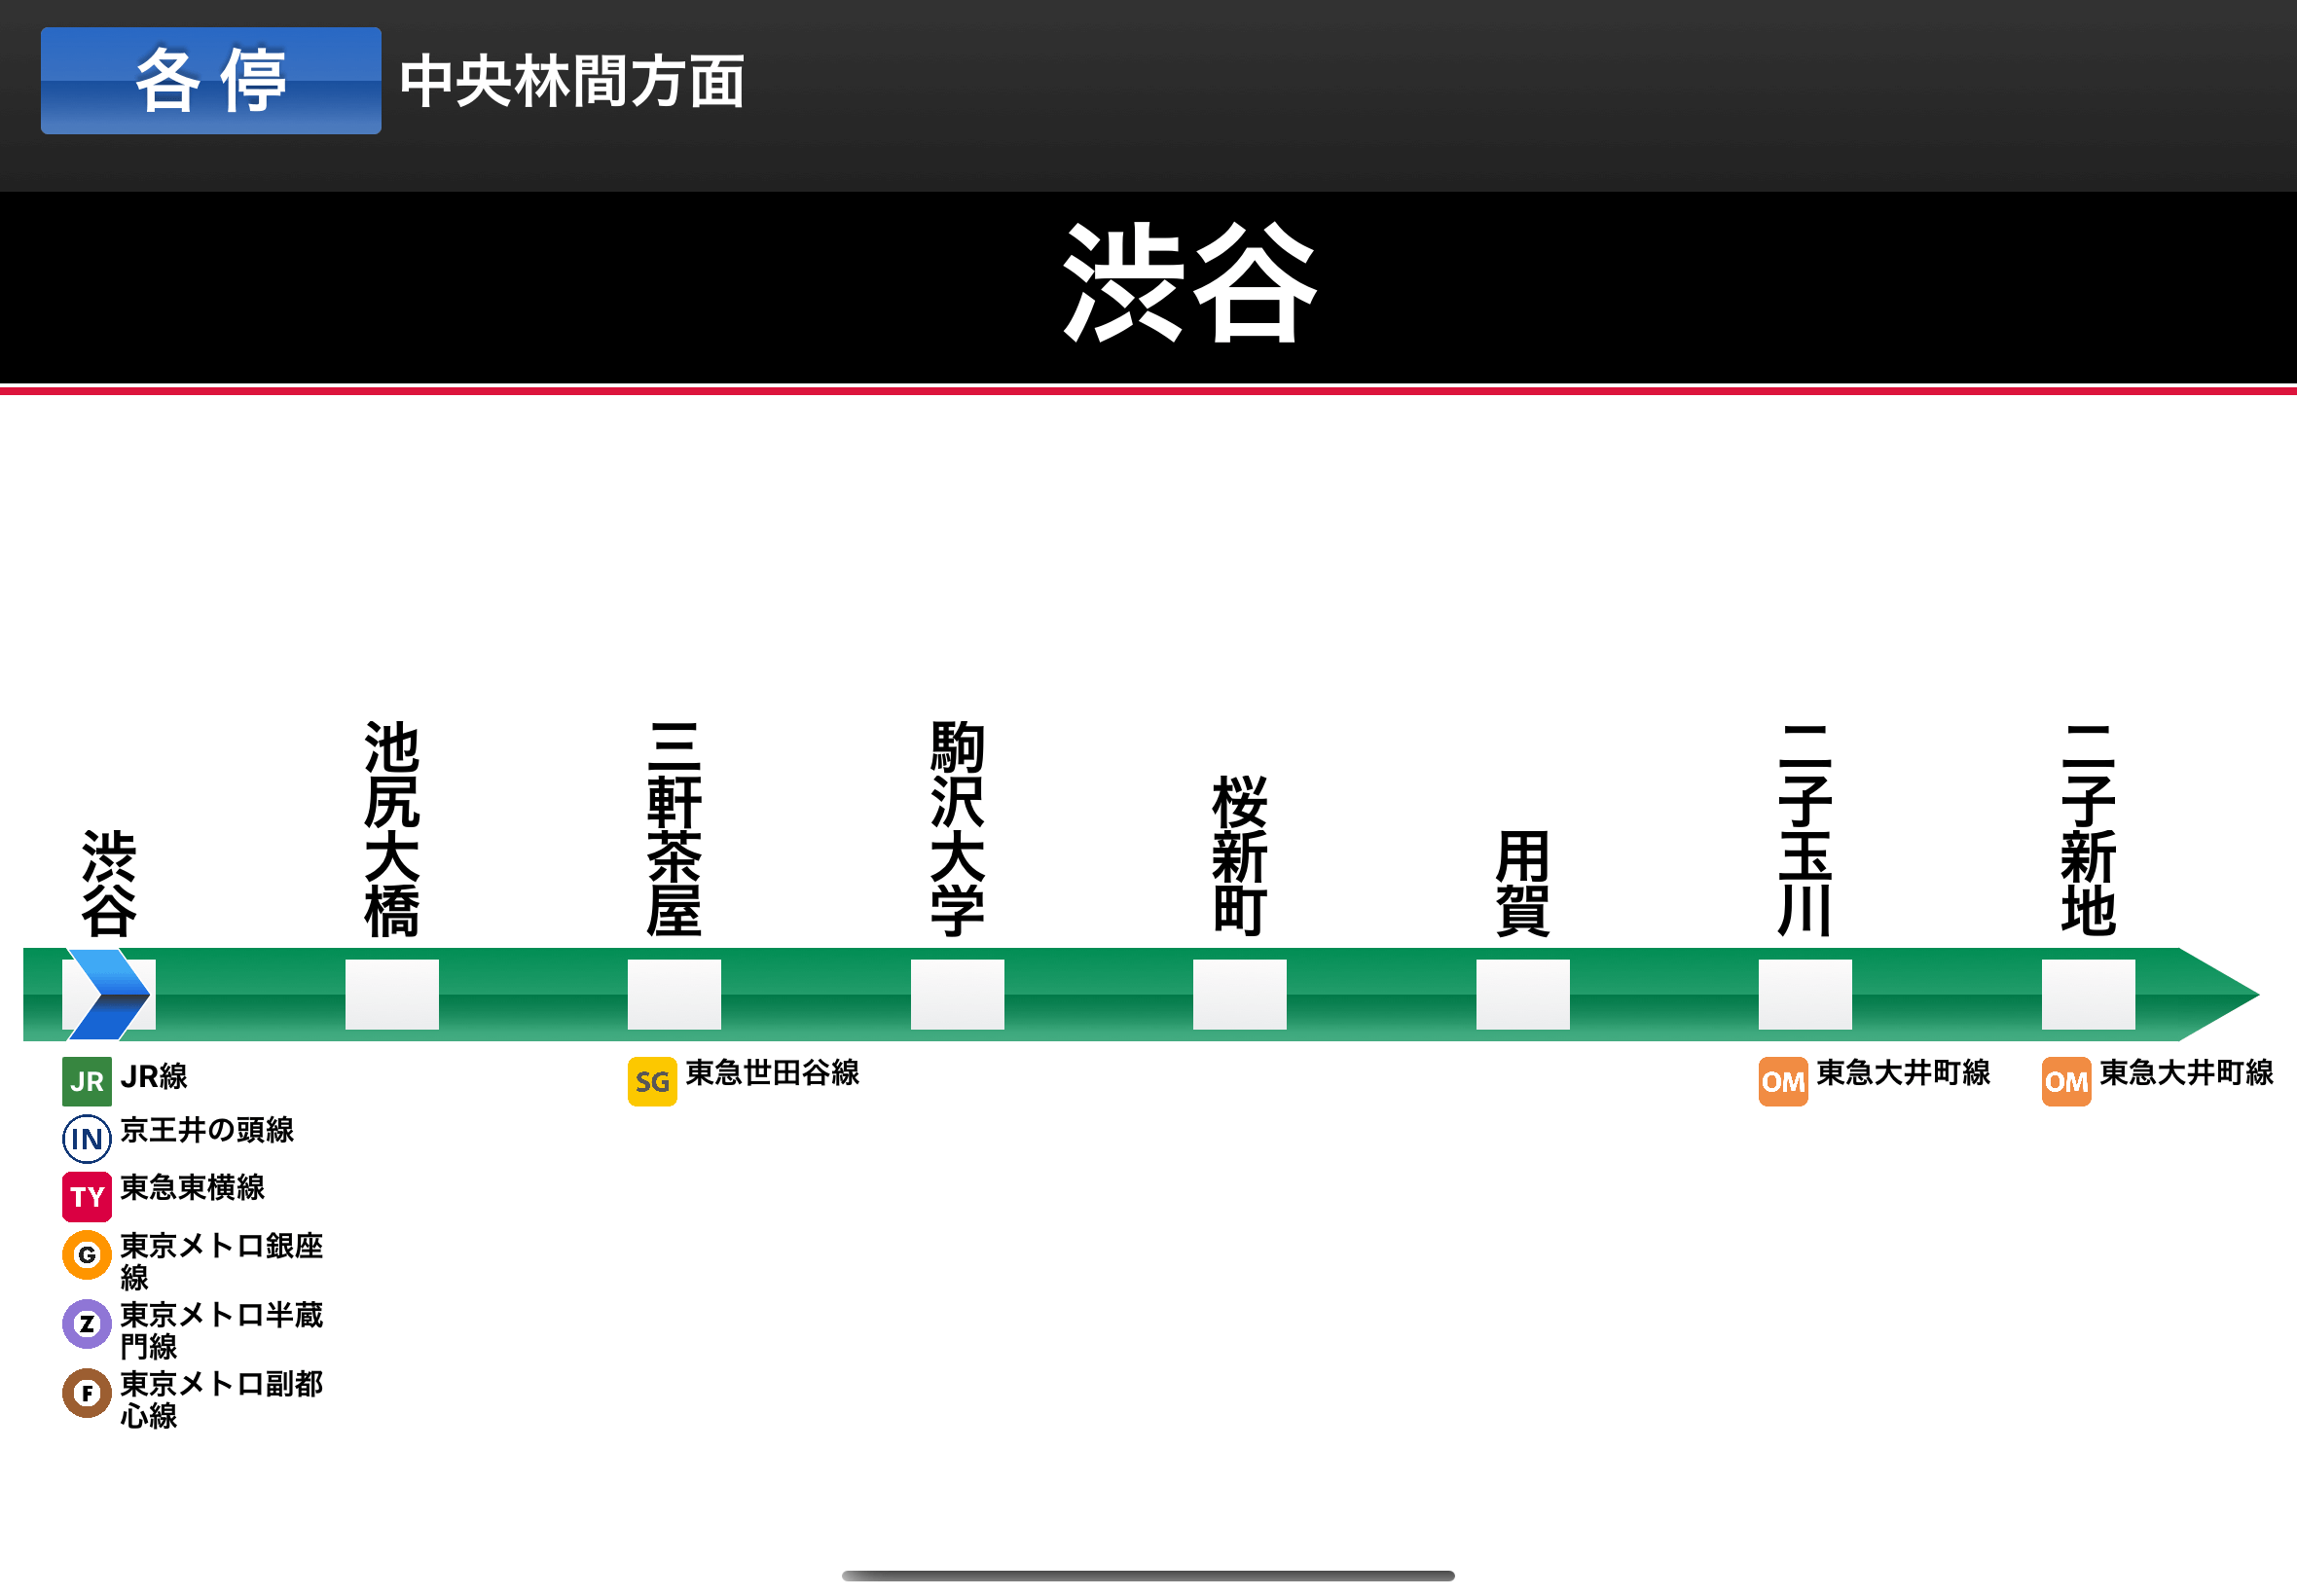 各停
中央林間方面
渋谷
渋谷
池尻大橋
三軒茶屋
駒沢大学
桜新町
用賀
二子玉川
二子新地
JR JR線
IN 京王井の頭線
TY 東急東横線
G 東京メトロ銀座
線
Z 東京メトロ半蔵
門線
F 東京メトロ副都
心線
SG 東急世田谷線
OM 東急大井町線
OM 東急大井町線